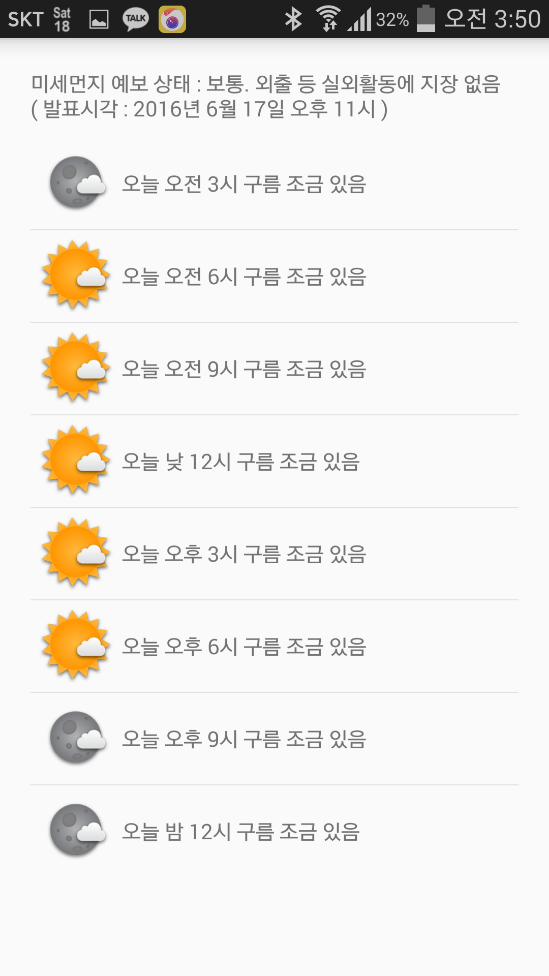 SKT Sat 18 TALK 32% 오전 3:50
미세먼지 예보 상태 : 보통. 외출 등 실외활동에 지장 없음
( 발표시각 : 2016년 6월 17일 오후 11시 )
오늘 오전 3시 구름 조금 있음
오늘 오전 6시 구름 조금 있음
오늘 오전 9시 구름 조금 있음
오늘 낮 12시 구름 조금 있음
오늘 오후 3시 구름 조금 있음
오늘 오후 6시 구름 조금 있음
오늘 오후 9시 구름 조금 있음
오늘 밤 12시 구름 조금 있음